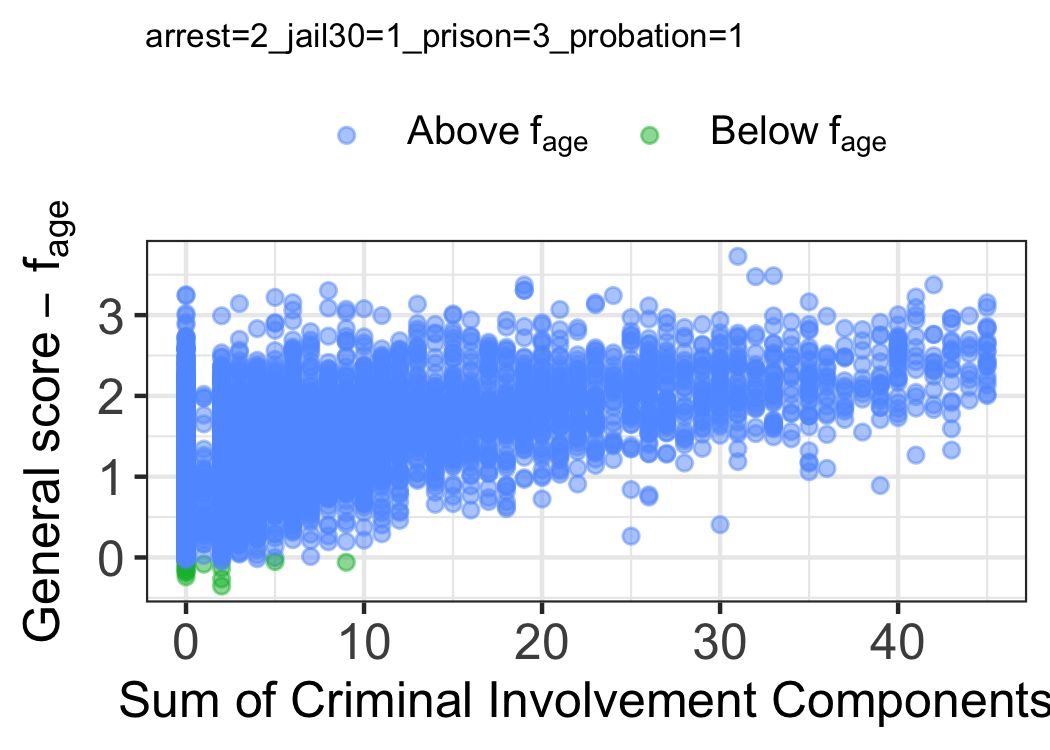 arrest=2_jail30=1_prison=3_probation=1
Above fage Below fage
General score − fage
3
2
1
0
0 10 20 30 40
Sum of Criminal Involvement Components